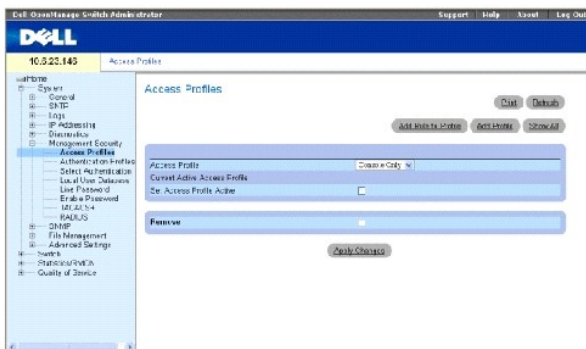 Dell OpenManage Switch Administrator
Support Help About Log Out
DELL
10.6.23.146
Access Profiles
Home
System
General
SNTP
Logs
IP Addressing
Diagnostics
Management Security
Access Profiles
Authentication Profiles
Select Authentication
Local User Database
Line Password
Enable Password
TACACS+
RADIUS
SNMP
File Management
Advanced Settings
Switch
Statistics/RMON
Quality of Service
Access Profiles
Print Refresh
Add Rule to Profile Add Profile Show All
Access Profile Console Only
Current Active Access Profile
Set Access Profile Active
Remove
Apply Changes